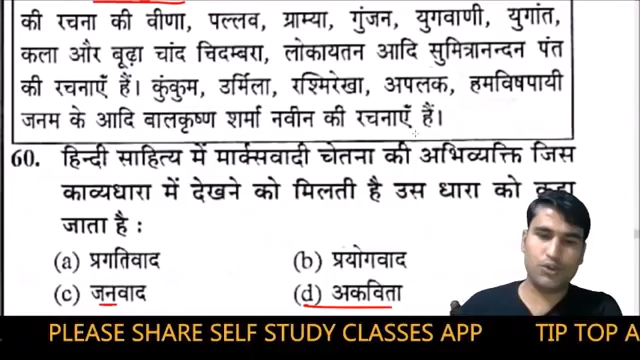 की रचना की वीणा, पल्लव, प्राम्या, गुंजन, युगवाणी, युगांत,
कला और बूढ़ा चांद चिदम्बरा, लोकायतन आदि सुमित्रानन्दन पंत
की रचनाएँ हैं। कुंकुम, उर्मिला, रश्मिरेखा, अपलक, हमविषपायी
जनम के आदि बालकृष्ण शर्मा नवीन की रचनाएँ हैं।
60. हिन्दी साहित्य में मार्क्सवादी चेतना की अभिव्यक्ति जिस
काव्यधारा में देखने को मिलती है उस धारा को कहा
जाता है :
(a) प्रगतिवाद (b) प्रयोगवाद
(c) जनवाद (d) अकविता
PLEASE SHARE SELF STUDY CLASSES APP TIP TOP A